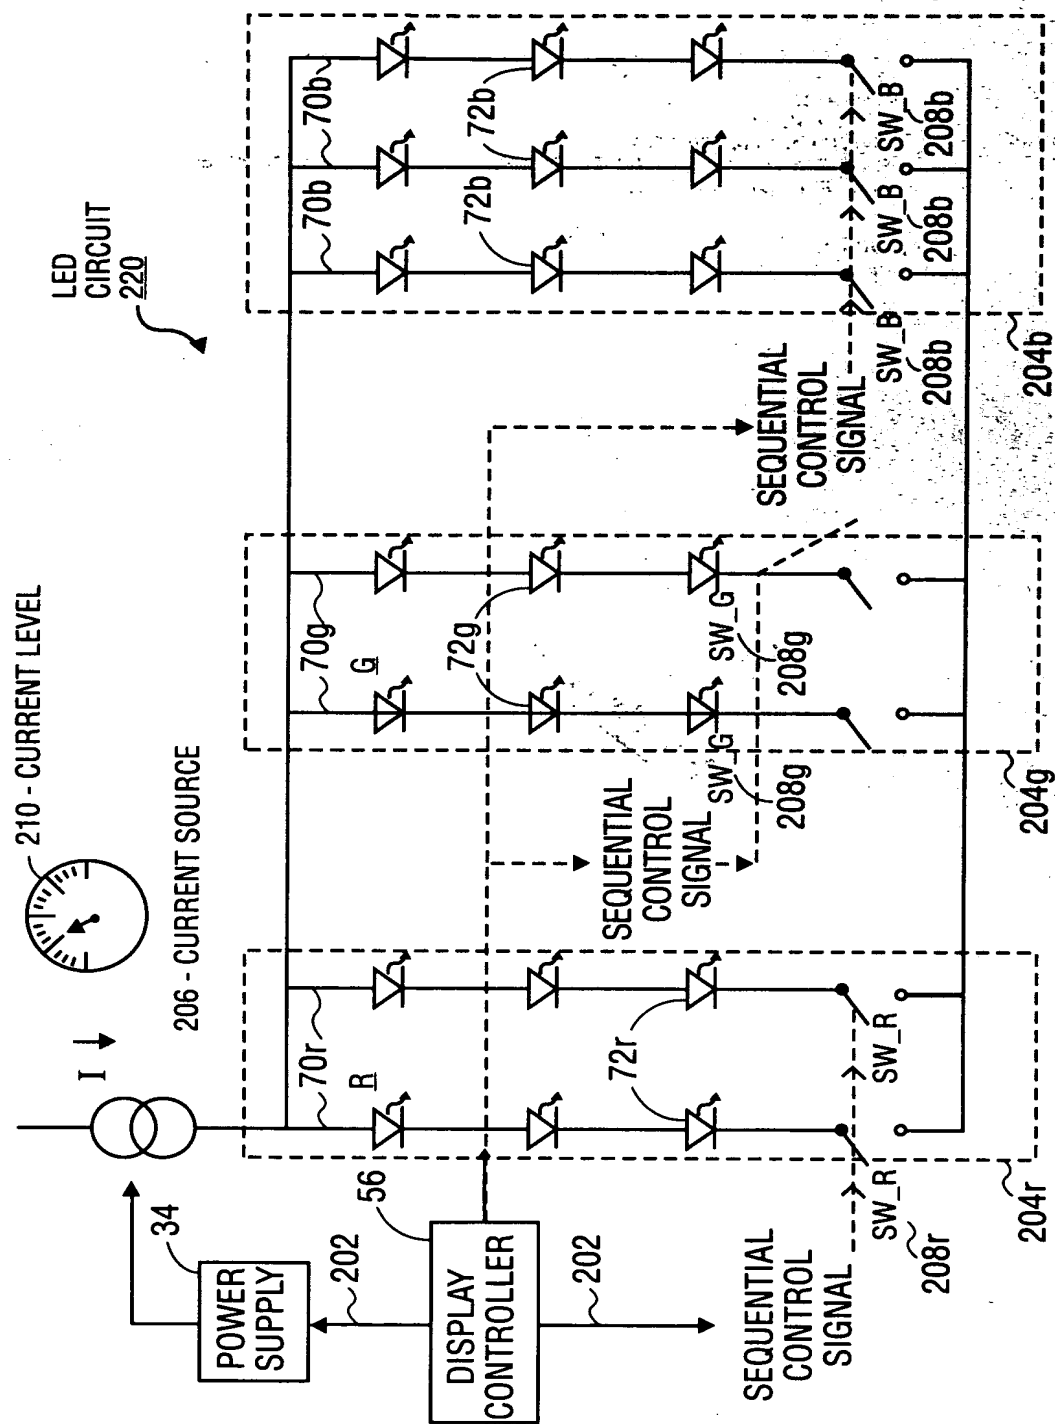 LED
CIRCUIT
220
210 - CURRENT LEVEL
206 - CURRENT SOURCE
I
34
POWER
SUPPLY
202
56
DISPLAY
CONTROLLER
202
SEQUENTIAL
CONTROL
SIGNAL
70r
R
72r
SW_R
SW_R
208r
204r
SEQUENTIAL
CONTROL
SIGNAL
70g
G
72g
SW_G
208g
SW_G
208g
204g
SEQUENTIAL
CONTROL
SIGNAL
70b
70b
72b
72b
SW_B
208b
SW_B
208b
SW_B
208b
204b